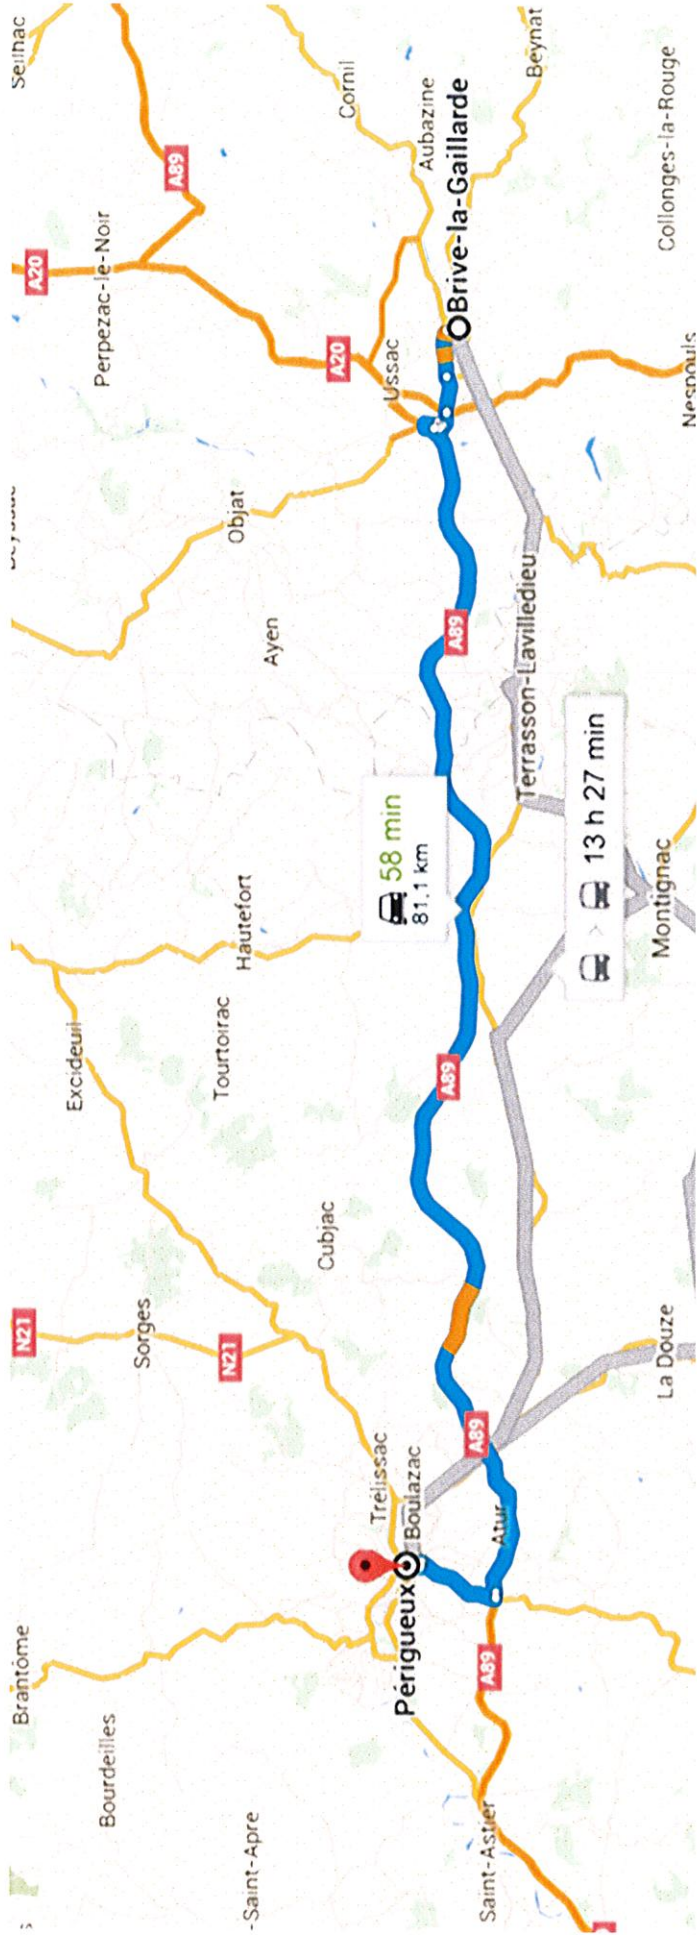 Brantôme
Bourdeilles
-Saint-Apre
Saint-Astier
A89
Périgueux
Trélissac
Boulazac
Atur
A89
N21
Sorges
N21
Cubjac
La Douze
Excideuil
Tourtoirac
Hautefort
A89
58 min
81.1 km
13 h 27 min
Montignac
Terrasson-Lavilledieu
A89
Ayen
Objat
Perpezac-le-Noir
A20
A20
A89
Ussac
Brive-la-Gaillarde
Aubazine
Cornil
Seilhac
Beynat
Collonges-la-Rouge